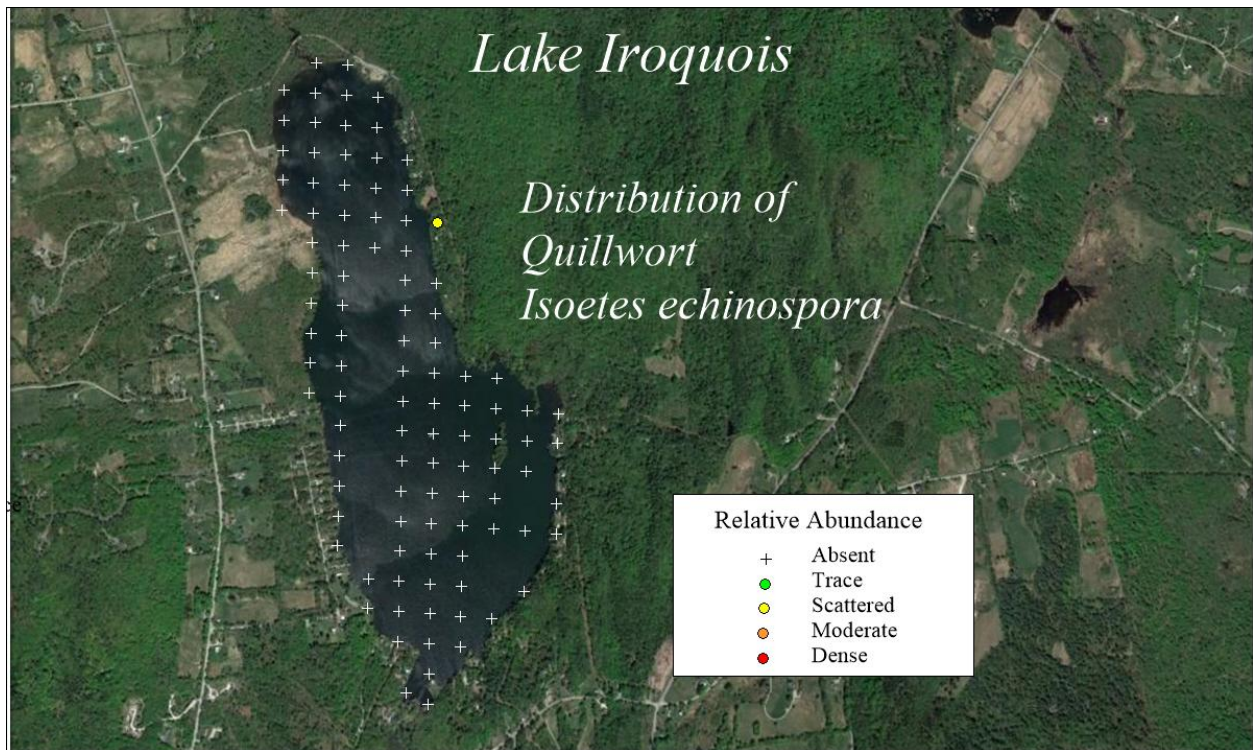 Lake Iroquois
Distribution of
Quillwort
Isoetes echinospora
Relative Abundance
Absent
Trace
Scattered
Moderate
Dense